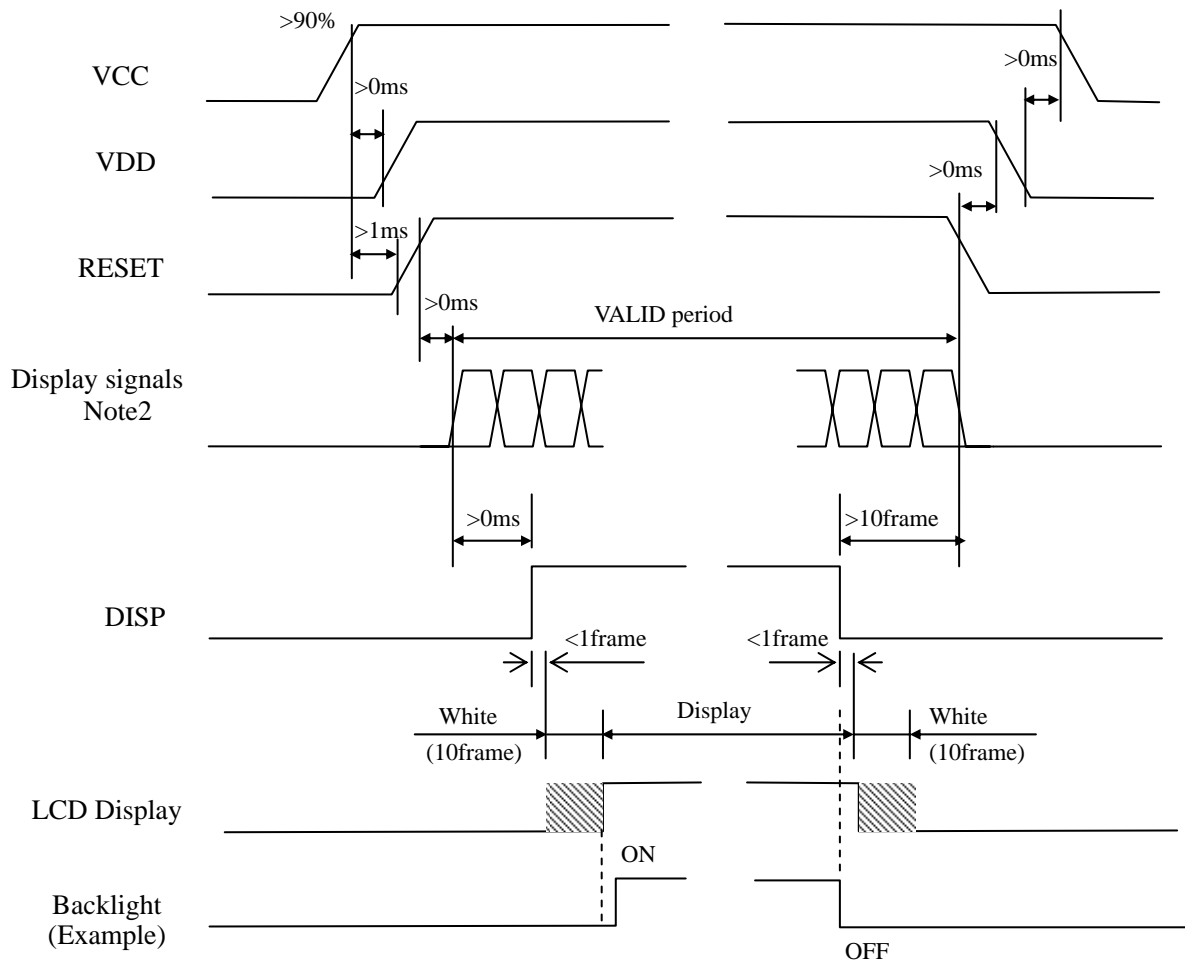 >90%
VCC
>0ms
>0ms
VDD
>0ms
>1ms
RESET
>0ms
VALID period
Display signals
Note2
>0ms
>10frame
DISP
<1frame
<1frame
White
(10frame)
Display
White
(10frame)
LCD Display
ON
Backlight
(Example)
OFF